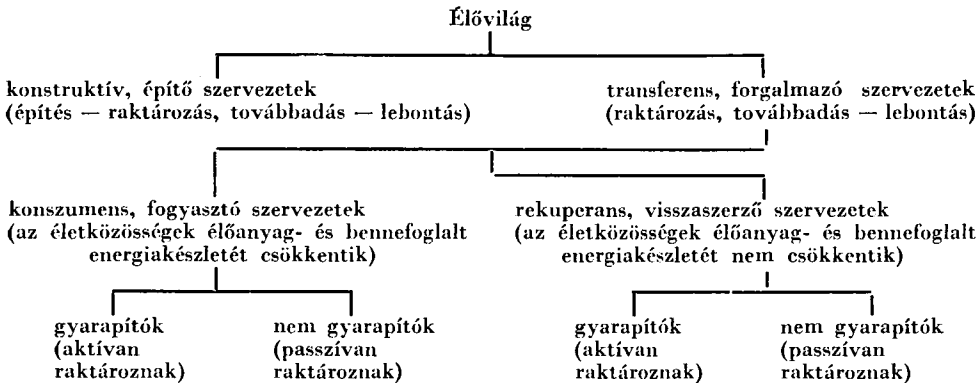 Élővilág
konstruktív, építő szervezetek
(építés — raktározás, továbbadás — lebontás)
transferens, forgalmazó szervezetek
(raktározás, továbbadás — lebontás)
konszumens, fogyasztó szervezetek
(az életközösségek élőanyag- és bennefoglalt
energiakészletét csökkentik)
rekuperans, visszaszerző szervezetek
(az életközösségek élőanyag- és bennefoglalt
energiakészletét nem csökkentik)
gyarapítók
(aktívan
raktároznak)
nem gyarapítók
(passzívan
raktároznak)
gyarapítók
(aktívan
raktároznak)
nem gyarapítók
(passzívan
raktároznak)